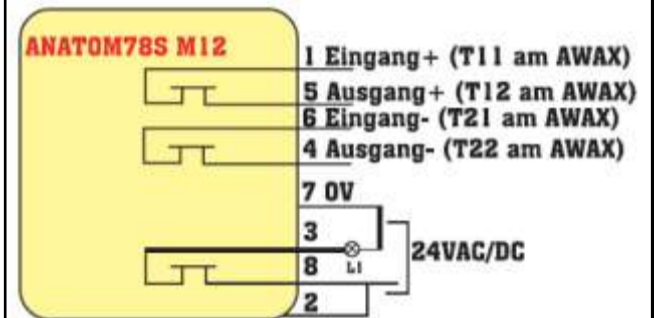 ANATOM78S M12
1 Eingang+ (T11 am AWAX)
5 Ausgang+ (T12 am AWAX)
6 Eingang- (T21 am AWAX)
4 Ausgang- (T22 am AWAX)
7 0V
3
L1
24VAC/DC
8
2